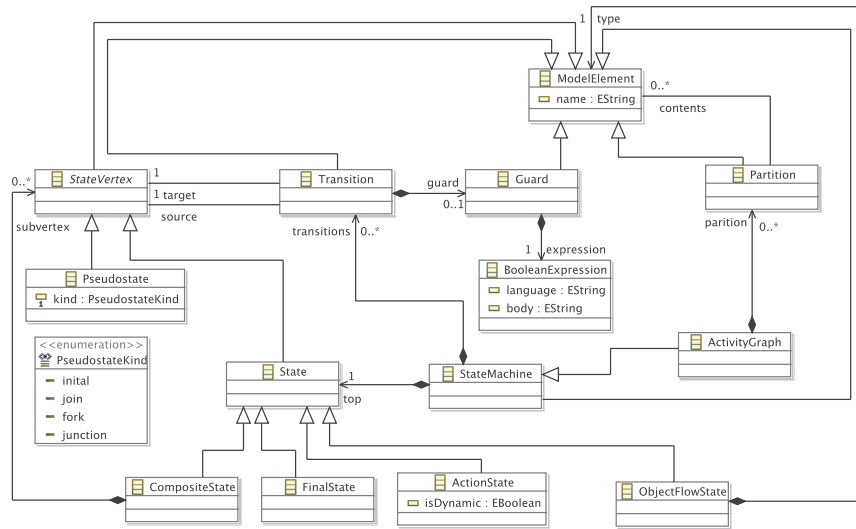 1
type
ModelElement
name : EString
0..*
contents
0..*
StateVertex
1
1
target
source
subvertex
Transition
guard
0..1
Guard
Partition
transitions
0..*
parition
0..*
1
expression
Pseudostate
kind : PseudostateKind
BooleanExpression
language : EString
body : EString
<<enumeration>>
PseudostateKind
inital
join
fork
junction
State
1
top
StateMachine
ActivityGraph
CompositeState
FinalState
ActionState
isDynamic : EBoolean
ObjectFlowState